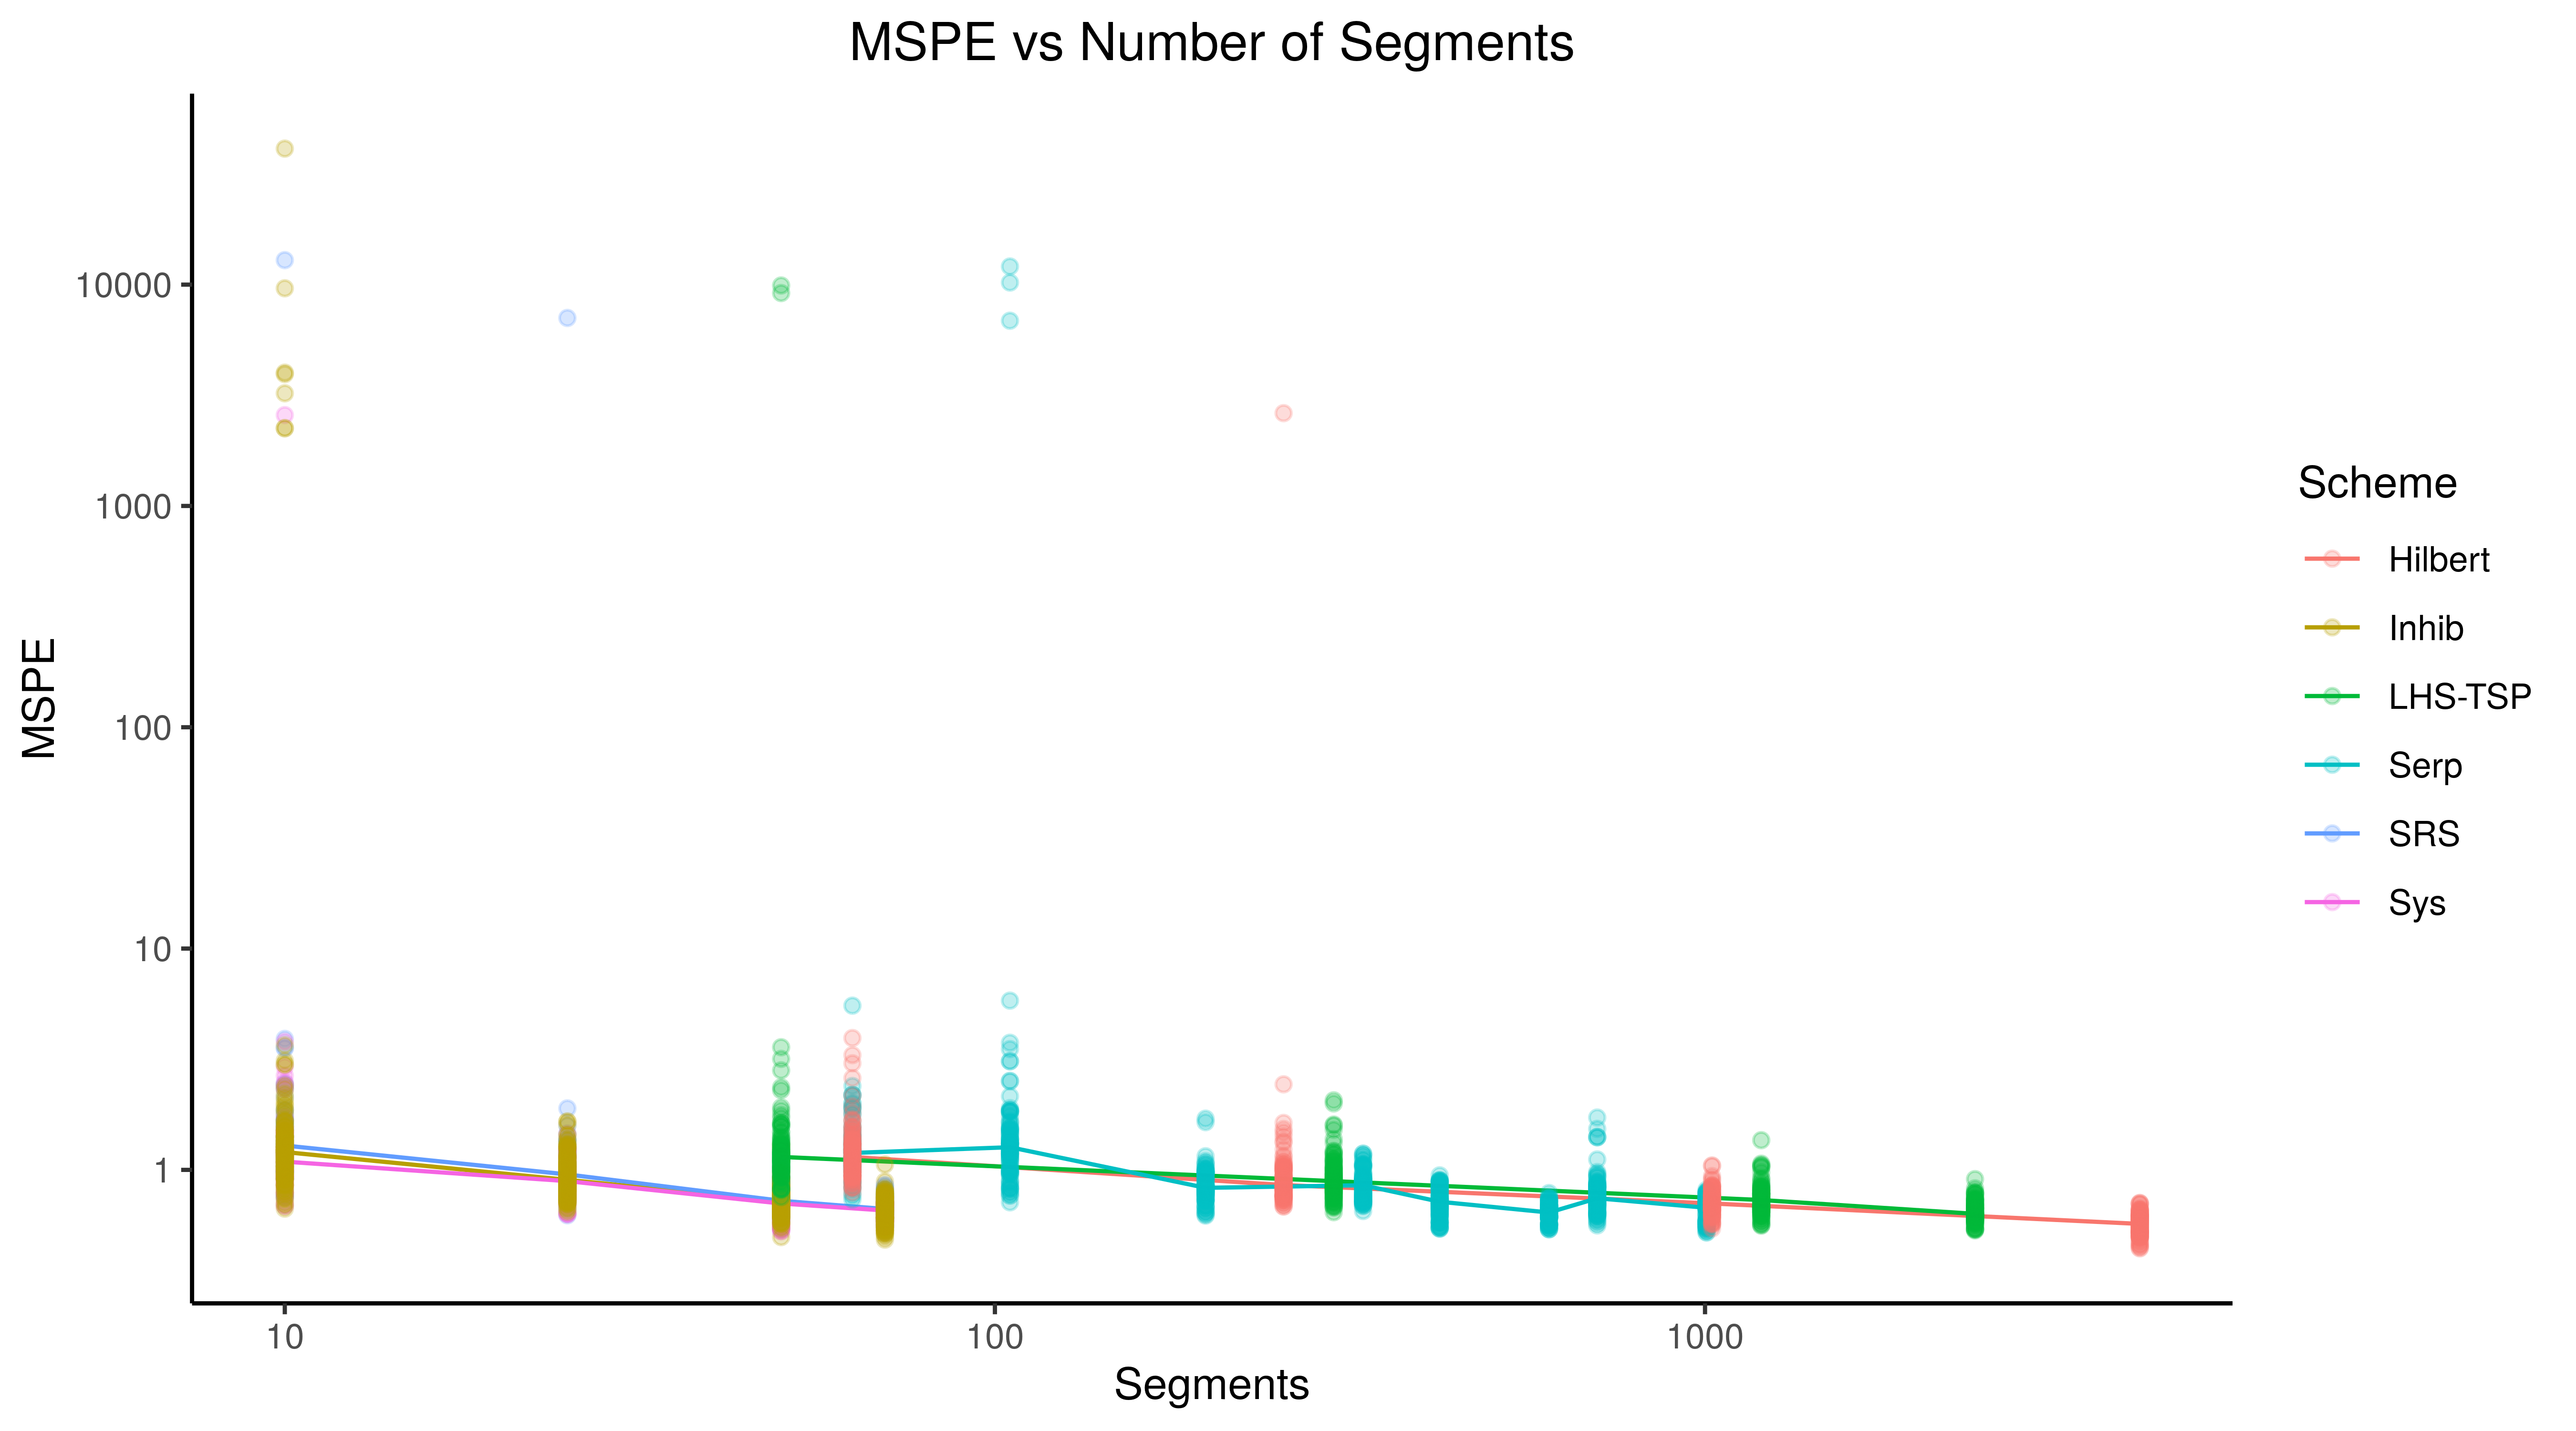 MSPE vs Number of Segments
MSPE
10000
1000
100
10
1
10
100
1000
Segments
Scheme
Hilbert
Inhib
LHS-TSP
Serp
SRS
Sys